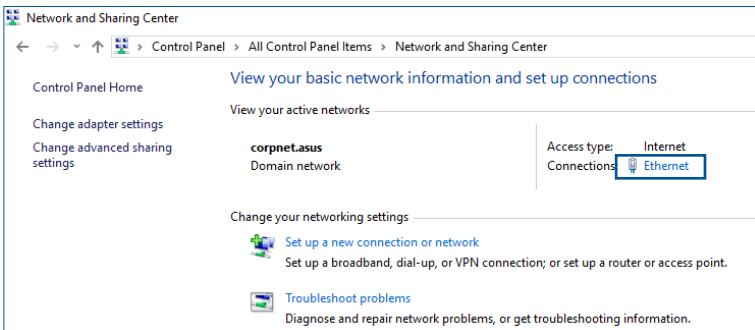 Network and Sharing Center
Control Panel > All Control Panel Items > Network and Sharing Center
Control Panel Home
Change adapter settings
Change advanced sharing
settings
View your basic network information and set up connections
View your active networks
corpnet.asus
Domain network
Access type: Internet
Connections: Ethernet
Change your networking settings
Set up a new connection or network
Set up a broadband, dial-up, or VPN connection; or set up a router or access point.
Troubleshoot problems
Diagnose and repair network problems, or get troubleshooting information.